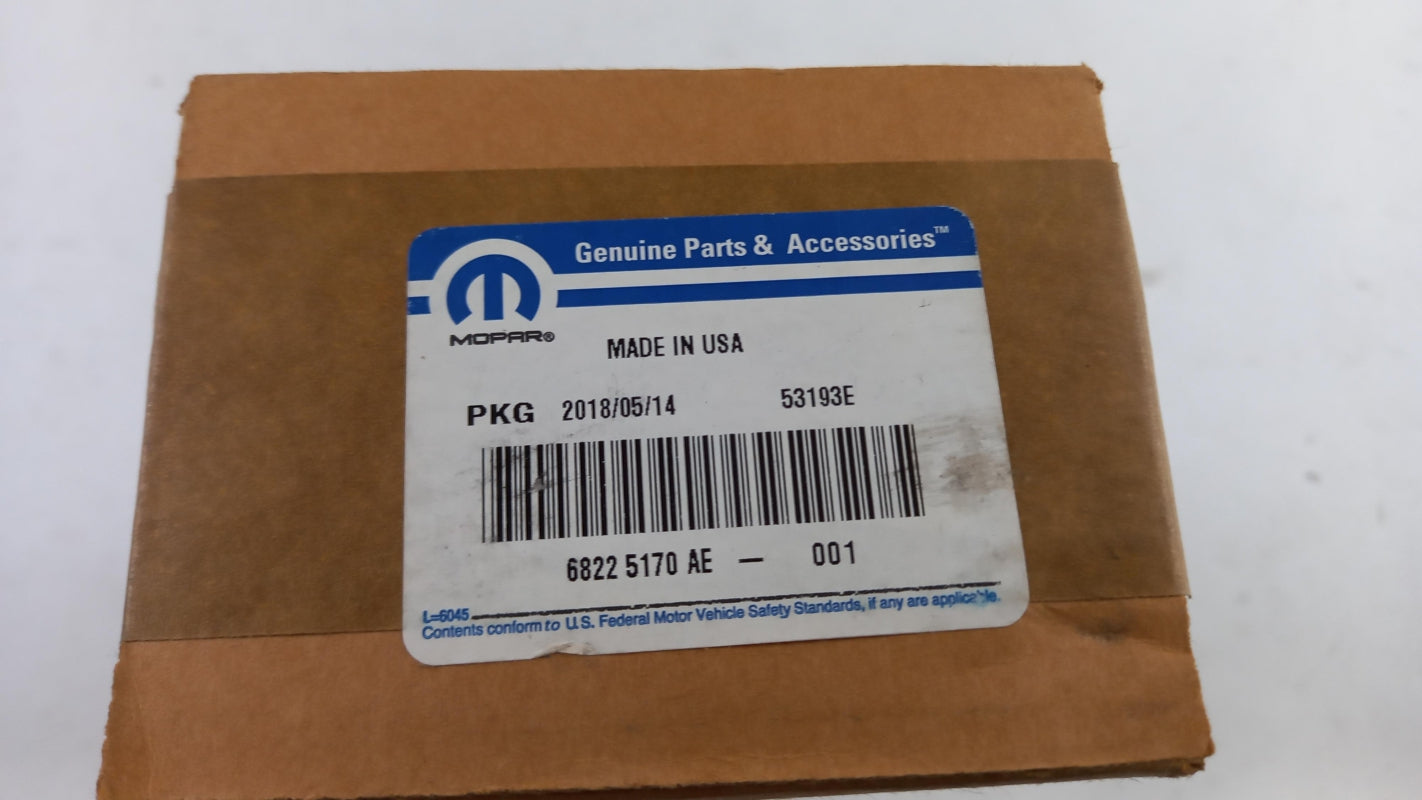 Genuine Parts & Accessories™
MOPAR®
MADE IN USA
PKG 2018/05/14 53193E
6822 5170 AE — 001
L=6045
Contents conform to U.S. Federal Motor Vehicle Safety Standards, if any are applicable.